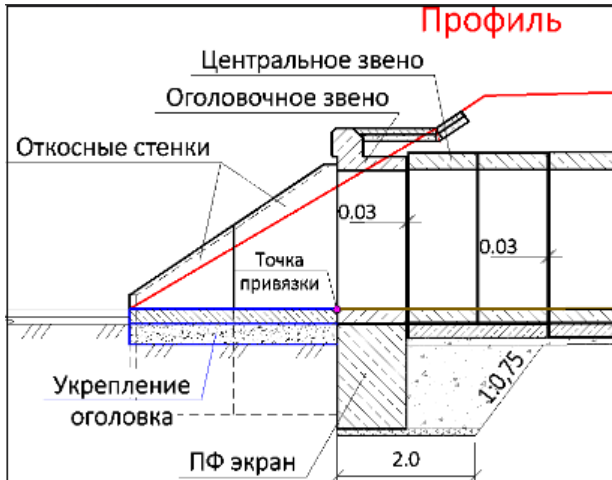 Профиль
Центральное звено
Оголовочное звено
Откосные стенки
0.03
0.03
Точка
привязки
Укрепление
оголовка
1:0,75
ПФ экран
2.0